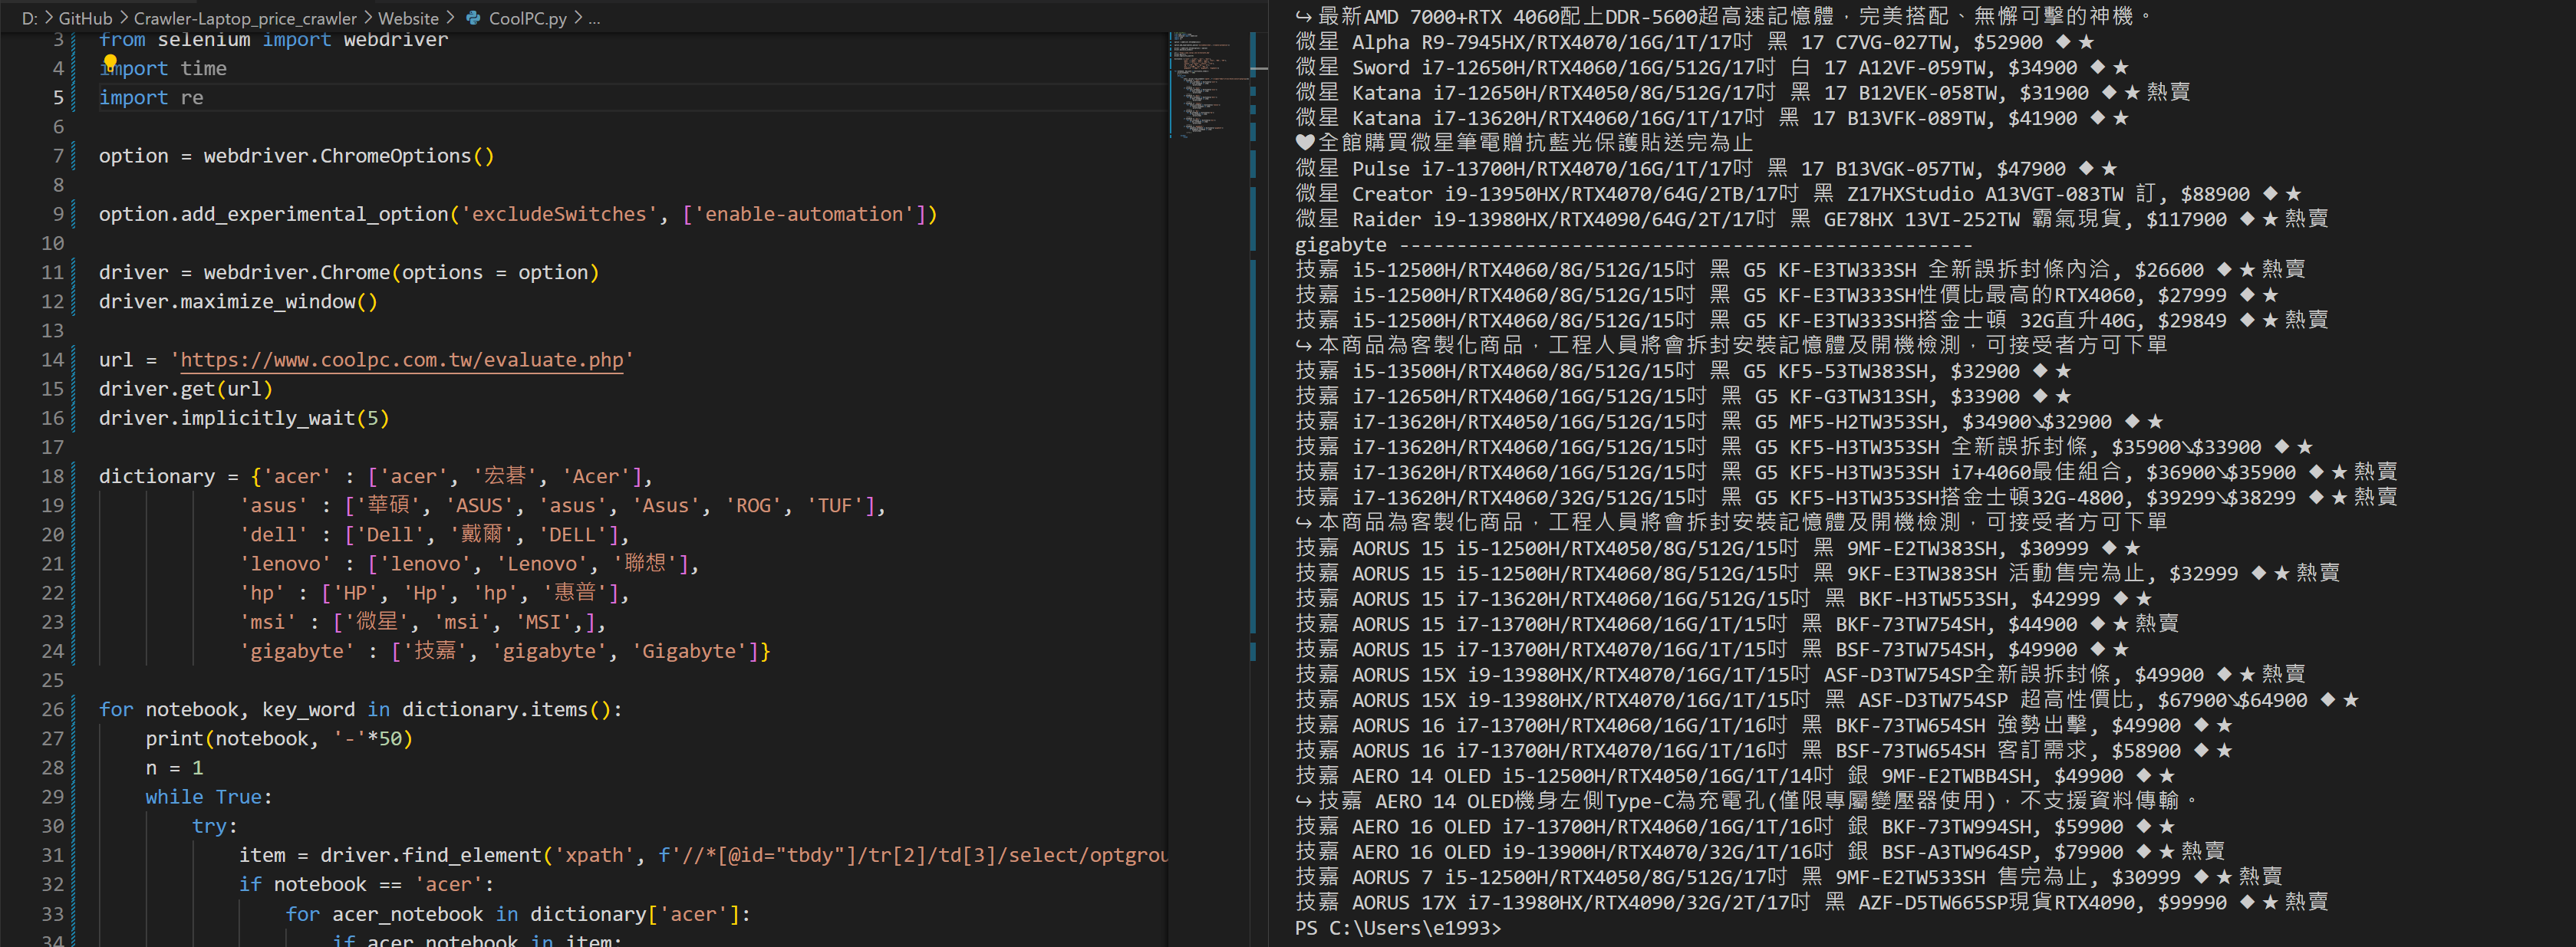 D: > GitHub > Crawler-Laptop_price_crawler > Website > CoolPC.py > ...
3 from selenium import webdriver
4 import time
5 import re
6
7 option = webdriver.ChromeOptions()
8
9 option.add_experimental_option('excludeSwitches', ['enable-automation'])
10
11 driver = webdriver.Chrome(options = option)
12 driver.maximize_window()
13
14 url = 'https://www.coolpc.com.tw/evaluate.php'
15 driver.get(url)
16 driver.implicitly_wait(5)
17
18 dictionary = {'acer' : ['acer', '宏碁', 'Acer'],
19 'asus' : ['華碩', 'ASUS', 'asus', 'Asus', 'ROG', 'TUF'],
20 'dell' : ['Dell', '戴爾', 'DELL'],
21 'lenovo' : ['lenovo', 'Lenovo', '聯想'],
22 'hp' : ['HP', 'Hp', 'hp', '惠普'],
23 'msi' : ['微星', 'msi', 'MSI',],
24 'gigabyte' : ['技嘉', 'gigabyte', 'Gigabyte']}
25
26 for notebook, key_word in dictionary.items():
27 print(notebook, '-'*50)
28 n = 1
29 while True:
30 try:
31 item = driver.find_element('xpath', f'//*[@id="tbdy"]/tr[2]/td[3]/select/optgrou
32 if notebook == 'acer':
33 for acer_notebook in dictionary['acer']:
34 if acer_notebook in item:
↪ 最新AMD 7000+RTX 4060配上DDR-5600超高速記憶體，完美搭配、無懈可擊的神機。
微星 Alpha R9-7945HX/RTX4070/16G/1T/17吋 黑 17 C7VG-027TW, $52900 ◆ ★
微星 Sword i7-12650H/RTX4060/16G/512G/17吋 白 17 A12VF-059TW, $34900 ◆ ★
微星 Katana i7-12650H/RTX4050/8G/512G/17吋 黑 17 B12VEK-058TW, $31900 ◆ ★ 熱賣
微星 Katana i7-13620H/RTX4060/16G/1T/17吋 黑 17 B13VFK-089TW, $41900 ◆ ★
♥全館購買微星筆電贈抗藍光保護貼送完為止
微星 Pulse i7-13700H/RTX4070/16G/1T/17吋 黑 17 B13VGK-057TW, $47900 ◆ ★
微星 Creator i9-13950HX/RTX4070/64G/2TB/17吋 黑 Z17HXStudio A13VGT-083TW 訂, $88900 ◆ ★
微星 Raider i9-13980HX/RTX4090/64G/2T/17吋 黑 GE78HX 13VI-252TW 霸氣現貨, $117900 ◆ ★ 熱賣
gigabyte --------------------------------------------------
技嘉 i5-12500H/RTX4060/8G/512G/15吋 黑 G5 KF-E3TW333SH 全新誤拆封條內洽, $26600 ◆ ★ 熱賣
技嘉 i5-12500H/RTX4060/8G/512G/15吋 黑 G5 KF-E3TW333SH性價比最高的RTX4060, $27999 ◆ ★
技嘉 i5-12500H/RTX4060/8G/512G/15吋 黑 G5 KF-E3TW333SH搭金士頓 32G直升40G, $29849 ◆ ★ 熱賣
↪ 本商品為客製化商品，工程人員將會拆封安裝記憶體及開機檢測，可接受者方可下單
技嘉 i5-13500H/RTX4060/8G/512G/15吋 黑 G5 KF5-53TW383SH, $32900 ◆ ★
技嘉 i7-12650H/RTX4060/16G/512G/15吋 黑 G5 KF-G3TW313SH, $33900 ◆ ★
技嘉 i7-13620H/RTX4050/16G/512G/15吋 黑 G5 MF5-H2TW353SH, $34900↘$32900 ◆ ★
技嘉 i7-13620H/RTX4060/16G/512G/15吋 黑 G5 KF5-H3TW353SH 全新誤拆封條, $35900↘$33900 ◆ ★
技嘉 i7-13620H/RTX4060/16G/512G/15吋 黑 G5 KF5-H3TW353SH i7+4060最佳組合, $36900↘$35900 ◆ ★ 熱賣
技嘉 i7-13620H/RTX4060/32G/512G/15吋 黑 G5 KF5-H3TW353SH搭金士頓32G-4800, $39299↘$38299 ◆ ★ 熱賣
↪ 本商品為客製化商品，工程人員將會拆封安裝記憶體及開機檢測，可接受者方可下單
技嘉 AORUS 15 i5-12500H/RTX4050/8G/512G/15吋 黑 9MF-E2TW383SH, $30999 ◆ ★
技嘉 AORUS 15 i5-12500H/RTX4060/8G/512G/15吋 黑 9KF-E3TW383SH 活動售完為止, $32999 ◆ ★ 熱賣
技嘉 AORUS 15 i7-13620H/RTX4060/16G/512G/15吋 黑 BKF-H3TW553SH, $42999 ◆ ★
技嘉 AORUS 15 i7-13700H/RTX4060/16G/1T/15吋 黑 BKF-73TW754SH, $44900 ◆ ★ 熱賣
技嘉 AORUS 15 i7-13700H/RTX4070/16G/1T/15吋 黑 BSF-73TW754SH, $49900 ◆ ★
技嘉 AORUS 15X i9-13980HX/RTX4070/16G/1T/15吋 ASF-D3TW754SP全新誤拆封條, $49900 ◆ ★ 熱賣
技嘉 AORUS 15X i9-13980HX/RTX4070/16G/1T/15吋 黑 ASF-D3TW754SP 超高性價比, $67900↘$64900 ◆ ★
技嘉 AORUS 16 i7-13700H/RTX4060/16G/1T/16吋 黑 BKF-73TW654SH 強勢出擊, $49900 ◆ ★
技嘉 AORUS 16 i7-13700H/RTX4070/16G/1T/16吋 黑 BSF-73TW654SH 客訂需求, $58900 ◆ ★
技嘉 AERO 14 OLED i5-12500H/RTX4050/16G/1T/14吋 銀 9MF-E2TWBB4SH, $49900 ◆ ★
↪ 技嘉 AERO 14 OLED機身左側Type-C為充電孔(僅限專屬變壓器使用)，不支援資料傳輸。
技嘉 AERO 16 OLED i7-13700H/RTX4060/16G/1T/16吋 銀 BKF-73TW994SH, $59900 ◆ ★
技嘉 AERO 16 OLED i9-13900H/RTX4070/32G/1T/16吋 銀 BSF-A3TW964SP, $79900 ◆ ★ 熱賣
技嘉 AORUS 7 i5-12500H/RTX4050/8G/512G/17吋 黑 9MF-E2TW533SH 售完為止, $30999 ◆ ★ 熱賣
技嘉 AORUS 17X i7-13980HX/RTX4090/32G/2T/17吋 黑 AZF-D5TW665SP現貨RTX4090, $99990 ◆ ★ 熱賣
PS C:\Users\e1993>